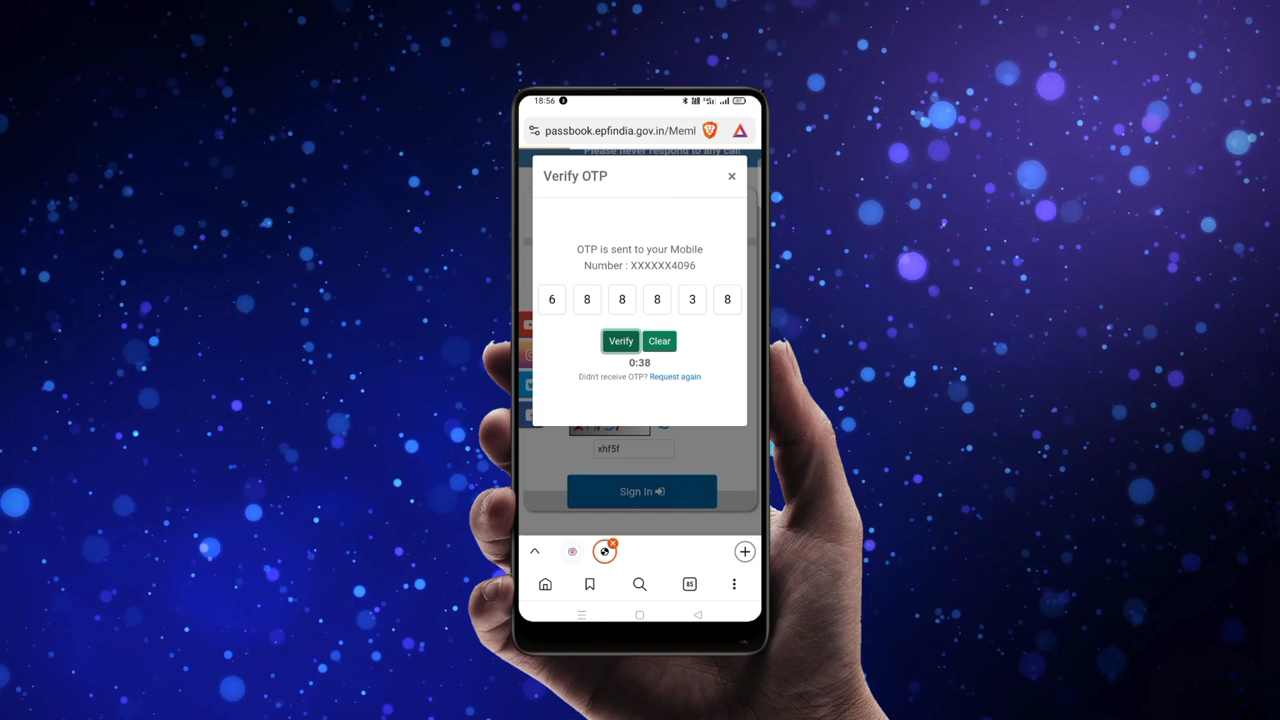 18:56
passbook.epfindia.gov.in/Meml
Please never respond to any call
Verify OTP ×
OTP is sent to your Mobile
Number : XXXXXX4096
6 8 8 8 3 8
Verify Clear
0:38
Didn't receive OTP? Request again
xhf5f
Sign In
85